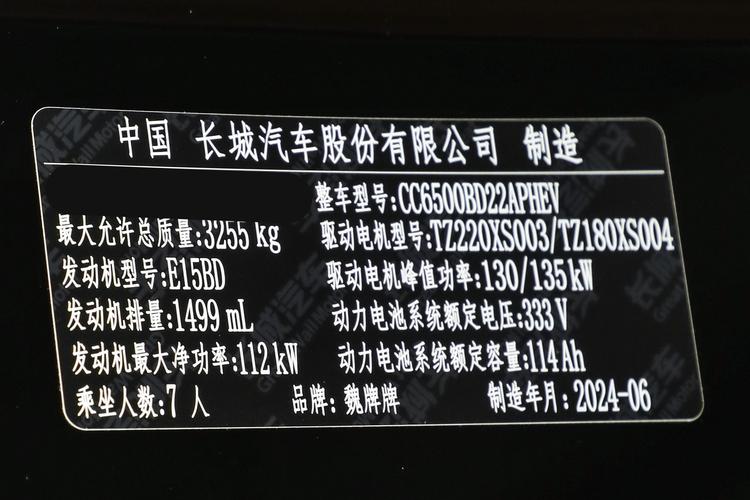 中国 长城汽车股份有限公司 制造
整车型号:CC6500BD22APHEV
最大允许总质量:3255 kg 驱动电机型号:TZ220XS003/TZ180XS004
发动机型号:E15BD 驱动电机峰值功率:130/135kW
发动机排量:1499 mL 动力电池系统额定电压:333 V
发动机最大净功率:112 kW 动力电池系统额定容量:114 Ah
乘坐人数:7 人 品牌: 魏牌牌 制造年月: 2024-06